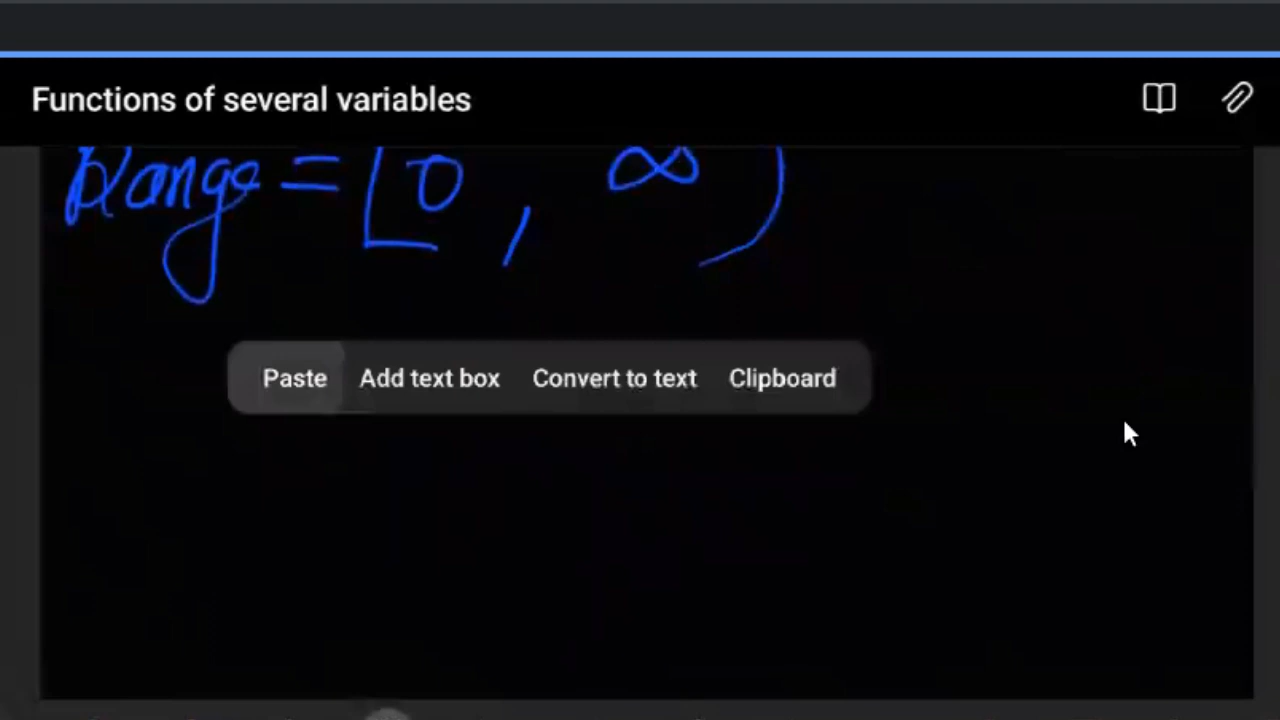 Functions of several variables
Range = [0, ∞)
Paste Add text box Convert to text Clipboard